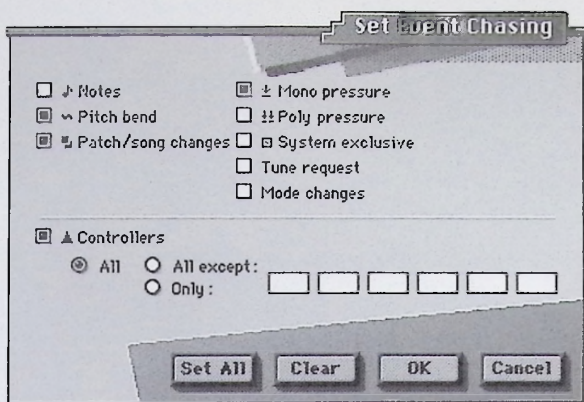 Set Event Chasing
Notes
Pitch bend
Patch/song changes
Mono pressure
Poly pressure
System exclusive
Tune request
Mode changes
Controllers
All
All except:
Only:
Set All
Clear
OK
Cancel